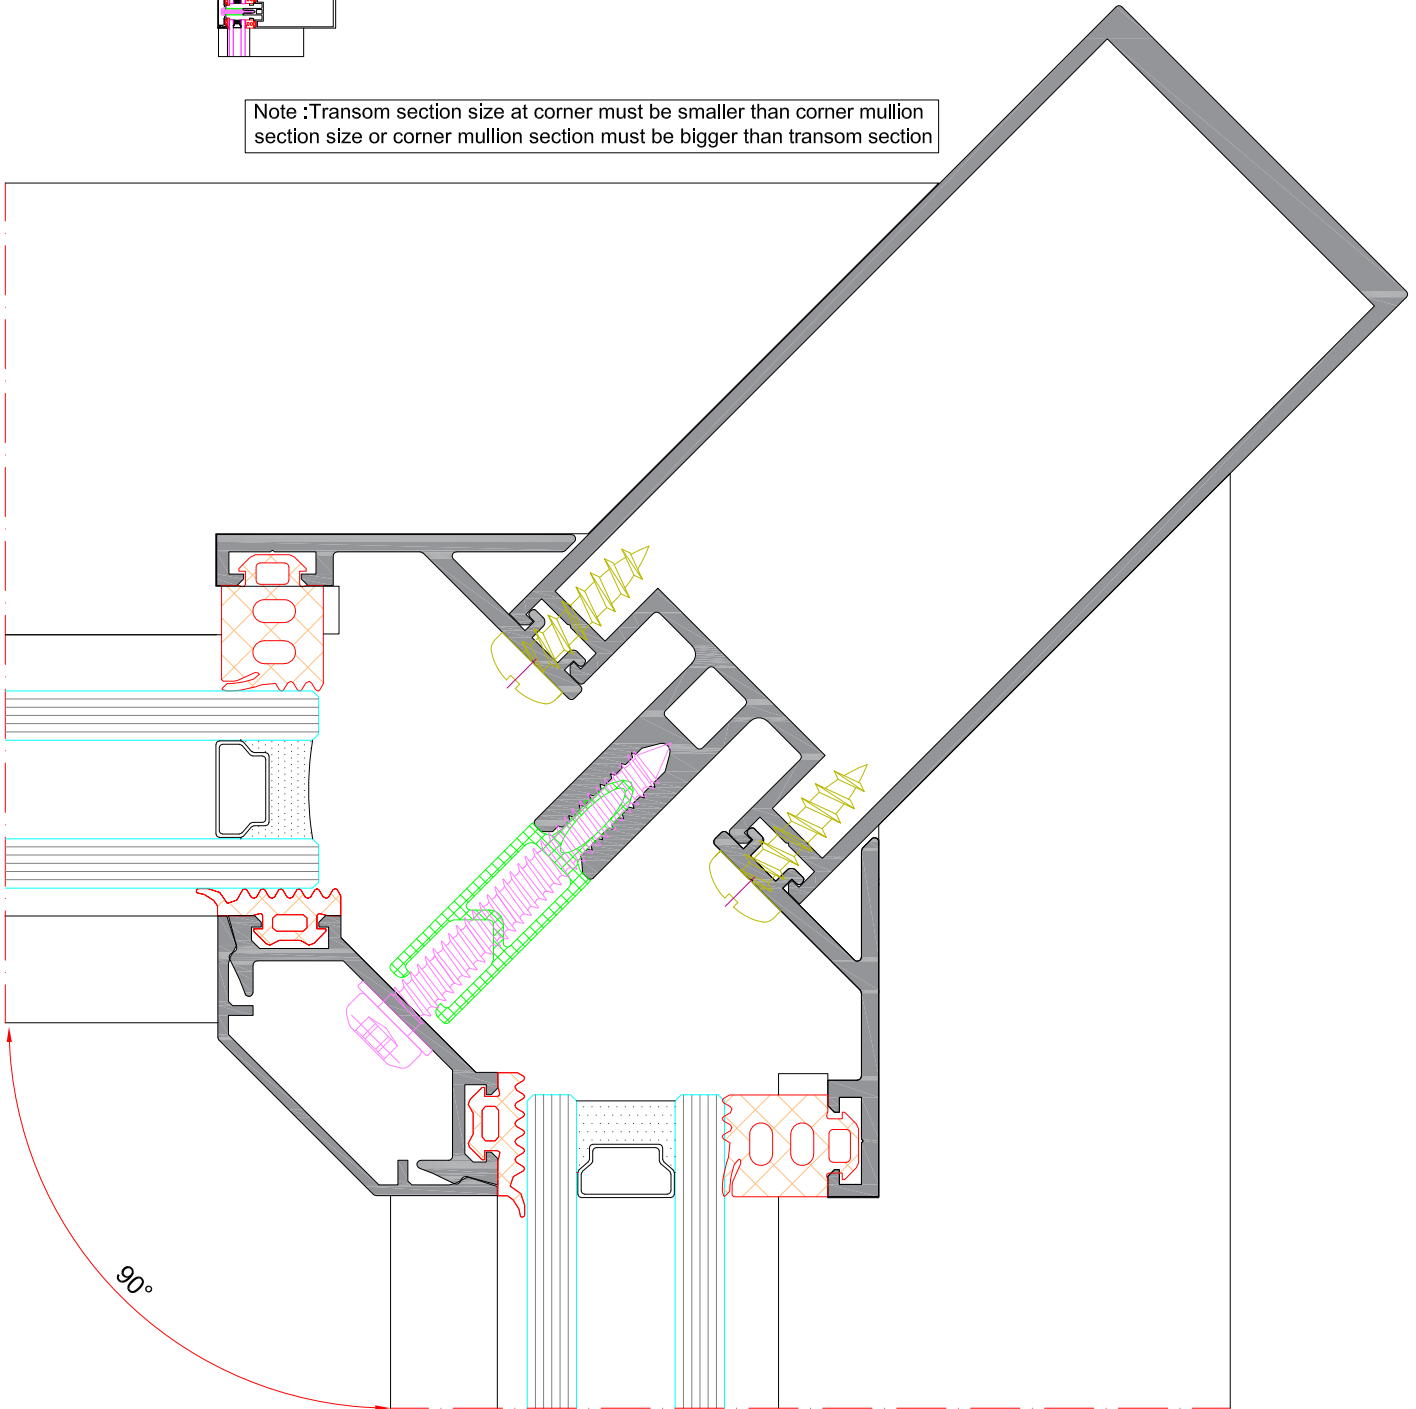 Note :Transom section size at corner must be smaller than corner mullion
section size or corner mullion section must be bigger than transom section
90°